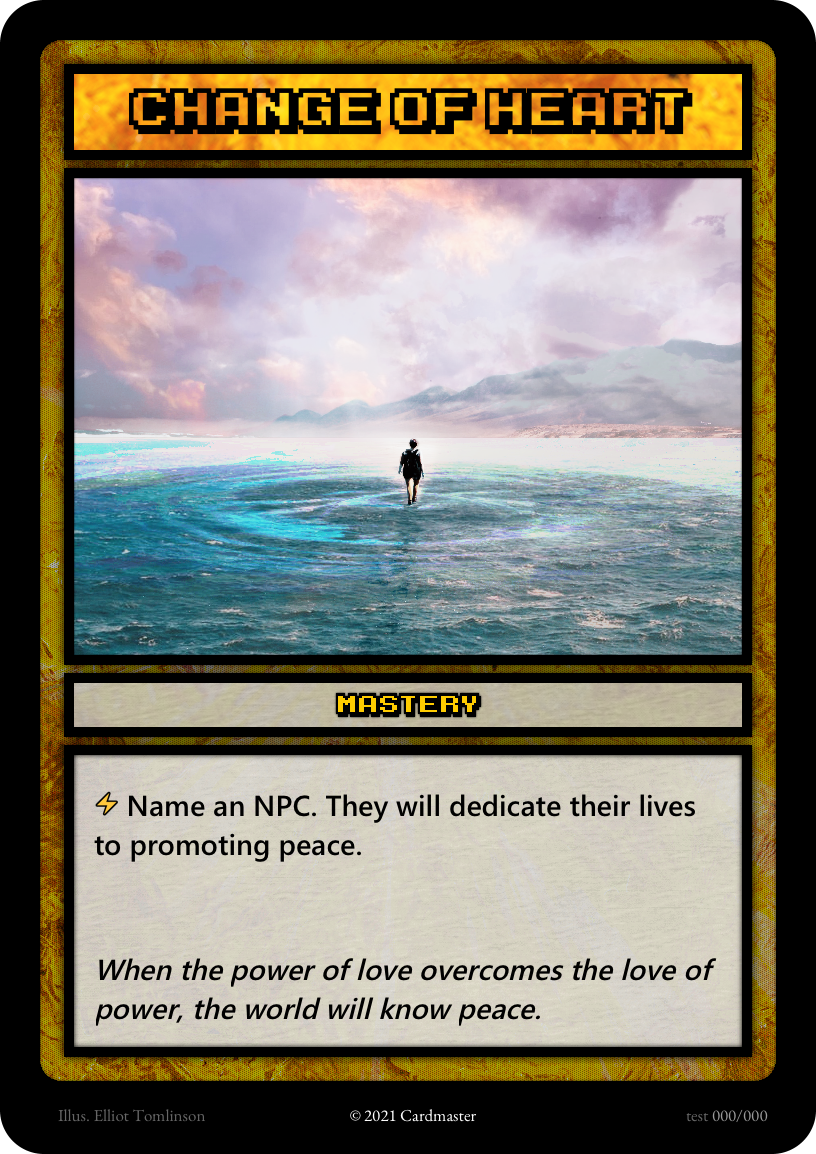 CHANGE OF HEART
MASTERY
⚡ Name an NPC. They will dedicate their lives
to promoting peace.
When the power of love overcomes the love of
power, the world will know peace.
Illus. Elliot Tomlinson
© 2021 Cardmaster
test 000/000